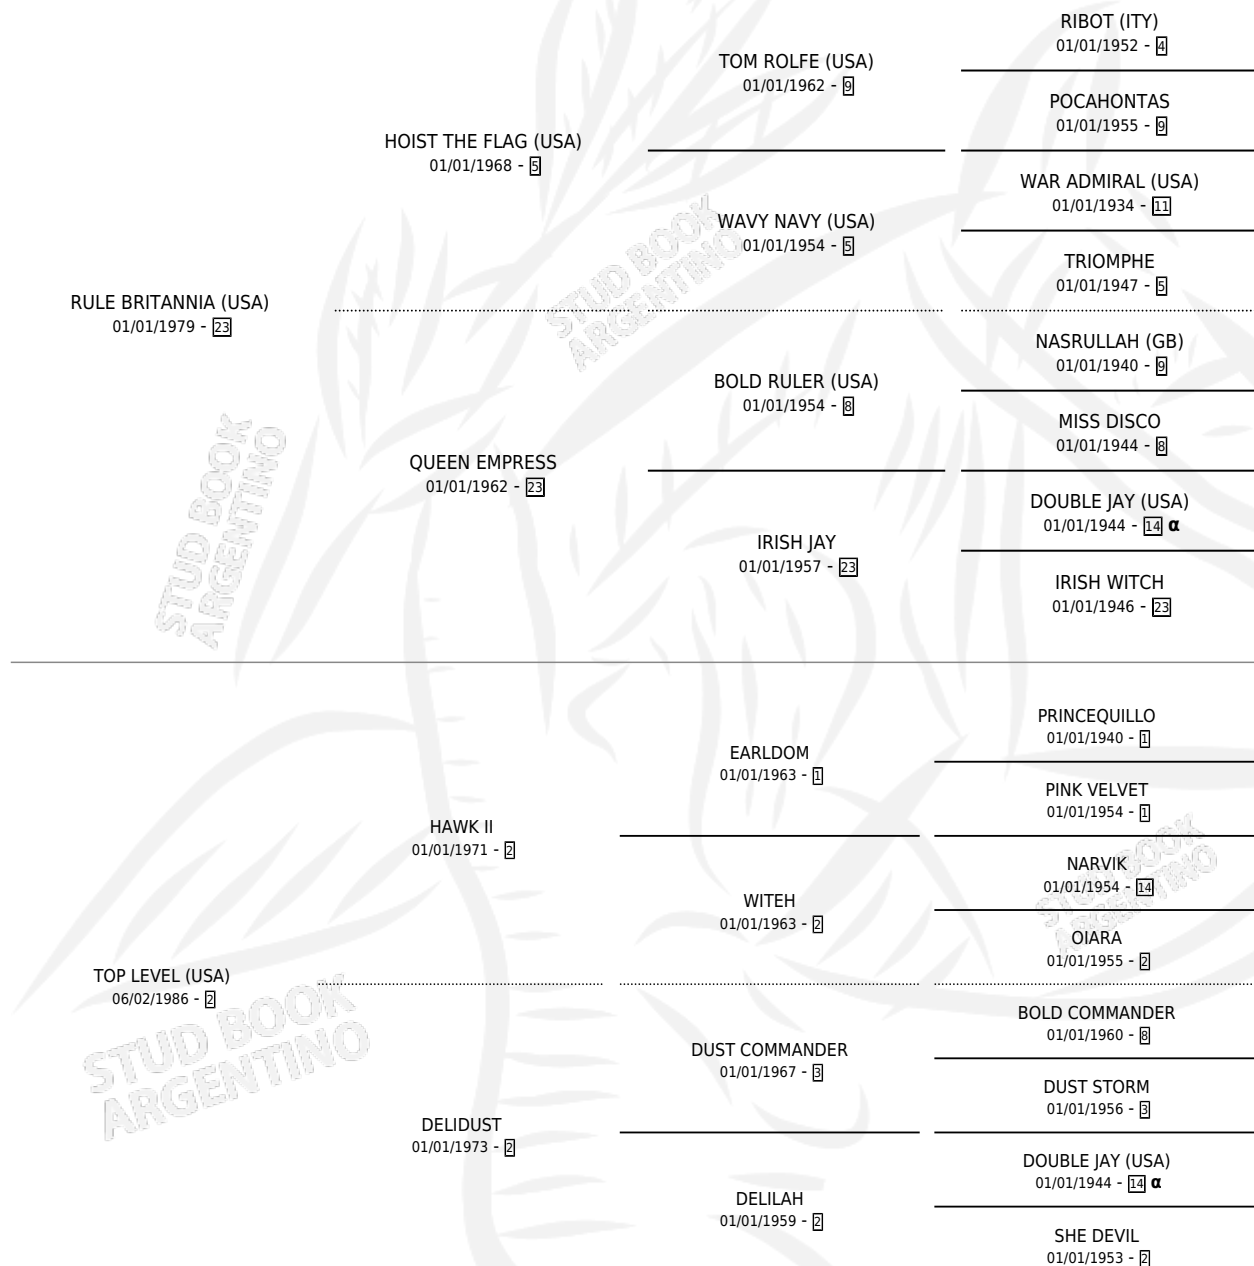 RULE BRITANNIA (USA)
01/01/1979 - 23
HOIST THE FLAG (USA)
01/01/1968 - 5
TOM ROLFE (USA)
01/01/1962 - 9
RIBOT (ITY)
01/01/1952 - 4
POCAHONTAS
01/01/1955 - 9
WAVY NAVY (USA)
01/01/1954 - 5
WAR ADMIRAL (USA)
01/01/1934 - 11
TRIOMPHE
01/01/1947 - 5
QUEEN EMPRESS
01/01/1962 - 23
BOLD RULER (USA)
01/01/1954 - 8
NASRULLAH (GB)
01/01/1940 - 9
MISS DISCO
01/01/1944 - 8
IRISH JAY
01/01/1957 - 23
DOUBLE JAY (USA)
01/01/1944 - 14 α
IRISH WITCH
01/01/1946 - 23
TOP LEVEL (USA)
06/02/1986 - 2
HAWK II
01/01/1971 - 2
EARLDOM
01/01/1963 - 1
PRINCEQUILLO
01/01/1940 - 1
PINK VELVET
01/01/1954 - 1
WITEH
01/01/1963 - 2
NARVIK
01/01/1954 - 14
OIARA
01/01/1955 - 2
DELIDUST
01/01/1973 - 2
DUST COMMANDER
01/01/1967 - 3
BOLD COMMANDER
01/01/1960 - 8
DUST STORM
01/01/1956 - 3
DELILAH
01/01/1959 - 2
DOUBLE JAY (USA)
01/01/1944 - 14 α
SHE DEVIL
01/01/1953 - 2
STUD BOOK
ARGENTINO
STUD BOOK
ARGENTINO
STUD BOOK
ARGENTINO
STUD BOOK
ARGENTINO